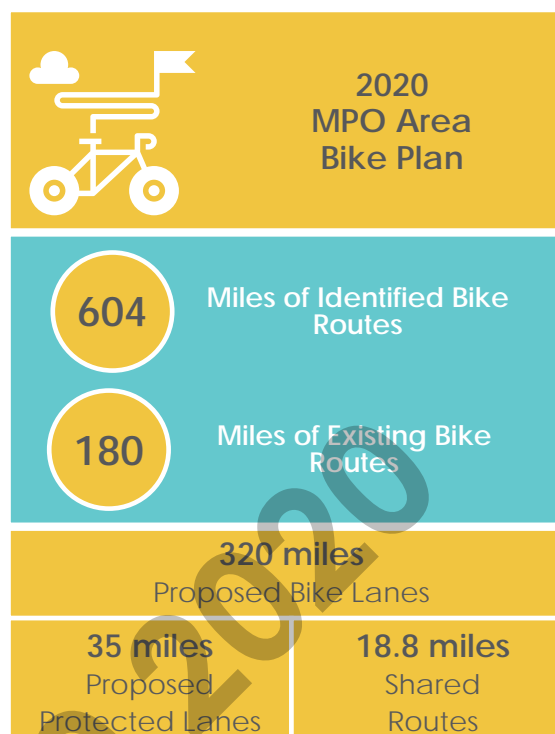 2020
MPO Area
Bike Plan
604
Miles of Identified Bike
Routes
180
Miles of Existing Bike
Routes
320 miles
Proposed Bike Lanes
35 miles
Proposed
Protected Lanes
18.8 miles
Shared
Routes
2020